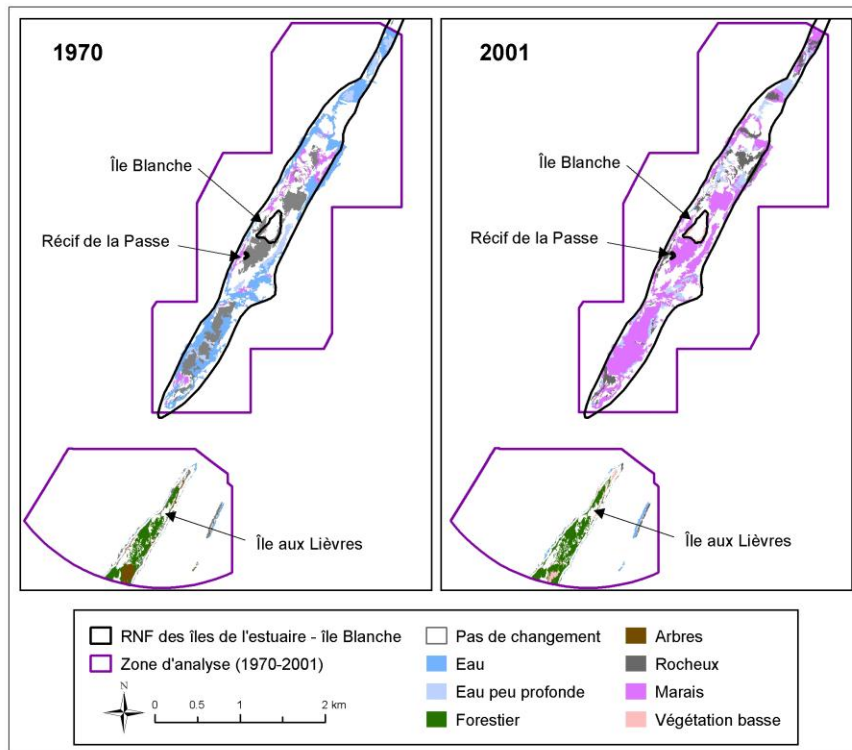 1970
Île Blanche
Récif de la Passe
Île aux Lièvres
2001
Île Blanche
Récif de la Passe
Île aux Lièvres
RNF des îles de l'estuaire - île Blanche
Zone d'analyse (1970-2001)
N
0 0.5 1 2 km
Pas de changement
Eau
Eau peu profonde
Forestier
Arbres
Rocheux
Marais
Végétation basse